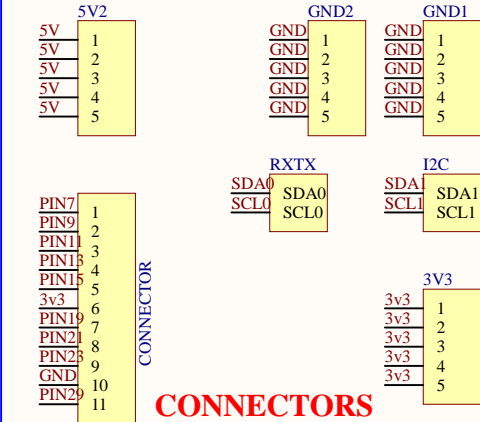 5V2
5V 1
5V 2
5V 3
5V 4
5V 5
GND2
GND 1
GND 2
GND 3
GND 4
GND 5
GND1
GND 1
GND 2
GND 3
GND 4
GND 5
RXTX
SDA0 SDA0
SCL0 SCL0
I2C
SDA1 SDA1
SCL1 SCL1
PIN7 1
PIN9 2
PIN11 3
PIN13 4
PIN15 5
3v3 6
PIN19 7
PIN21 8
PIN23 9
GND 10
PIN29 11
CONNECTOR
3V3
3v3 1
3v3 2
3v3 3
3v3 4
3v3 5
CONNECTORS